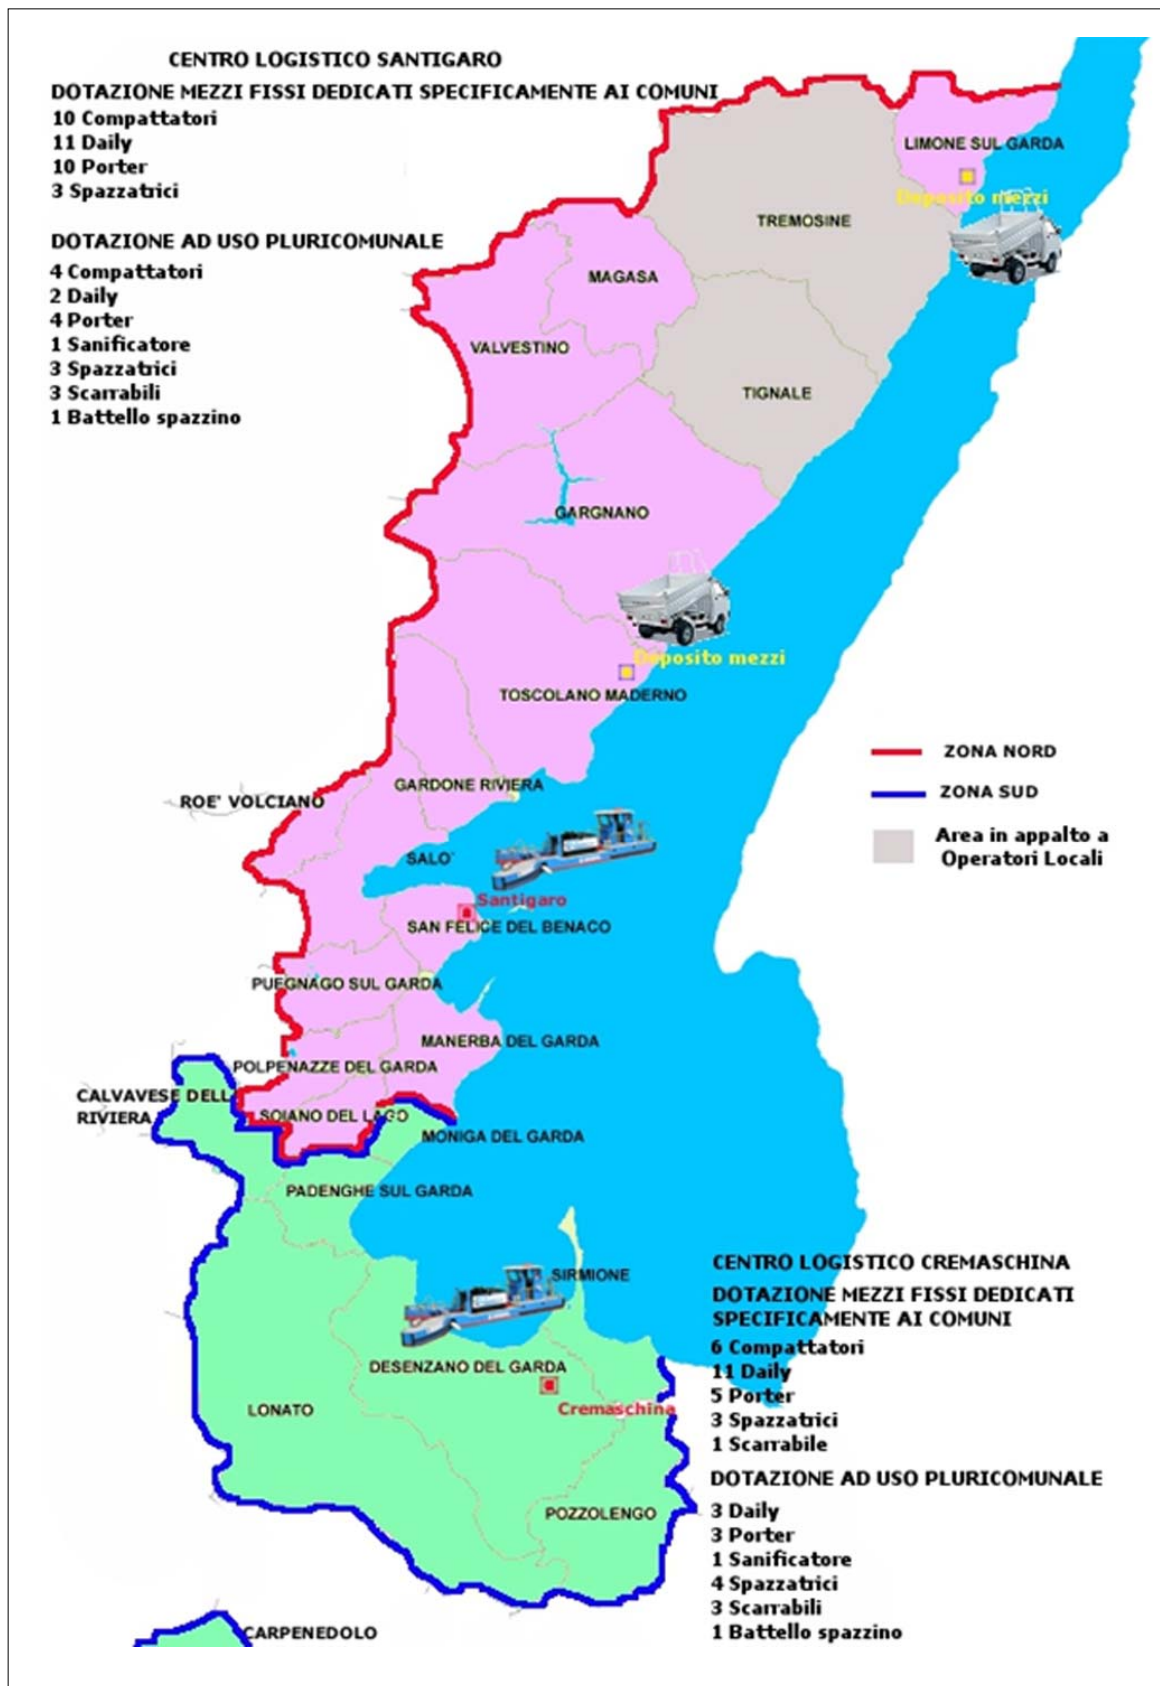 CENTRO LOGISTICO SANTIGARO
DOTAZIONE MEZZI FISSI DEDICATI SPECIFICAMENTE AI COMUNI
10 Compattatori
11 Daily
10 Porter
3 Spazzatrici
DOTAZIONE AD USO PLURICOMUNALE
4 Compattatori
2 Daily
4 Porter
1 Sanificatore
3 Spazzatrici
3 Scarrabili
1 Battello spazzino
LIMONE SUL GARDA
Deposito mezzi
TREMOSINE
MAGASA
VALVESTINO
TIGNALE
GARGNANO
Deposito mezzi
TOSCOLANO MADERNO
ZONA NORD
GARDONE RIVIERA
ZONA SUD
ROE' VOLCIANO
Area in appalto a
Operatori Locali
SALO'
Santigaro
SAN FELICE DEL BENACO
PUEGNAGO SUL GARDA
MANERBA DEL GARDA
POLPENAZZE DEL GARDA
CALVAVESE DELL
RIVIERA
SOIANO DEL LAGO
MONIGA DEL GARDA
PADENGHE SUL GARDA
SIRMIONE
CENTRO LOGISTICO CREMASCHINA
DOTAZIONE MEZZI FISSI DEDICATI
SPECIFICAMENTE AI COMUNI
6 Compattatori
11 Daily
5 Porter
3 Spazzatrici
1 Scarrabile
DESENZANO DEL GARDA
Cremaschina
LONATO
DOTAZIONE AD USO PLURICOMUNALE
3 Daily
3 Porter
1 Sanificatore
4 Spazzatrici
3 Scarrabili
1 Battello spazzino
POZZOLENGO
CARPENEDOLO